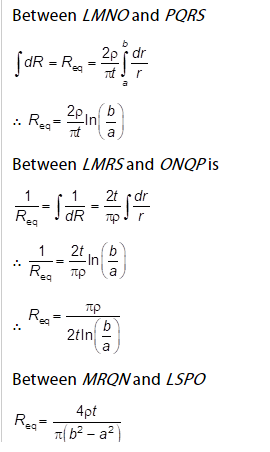 Between LMNO and PQRS
∫dR = R_eq = 2ρ/πt ∫_a^b dr/r
∴ R_eq = 2ρ/πt ln(b/a)
Between LMRS and ONQP is
1/R_eq = ∫ 1/dR = 2t/πρ ∫ dr/r
∴ 1/R_eq = 2t/πρ ln(b/a)
∴ R_eq = πρ/(2t ln(b/a))
Between MRQN and LSPO
R_eq = 4ρt/π(b² − a²)